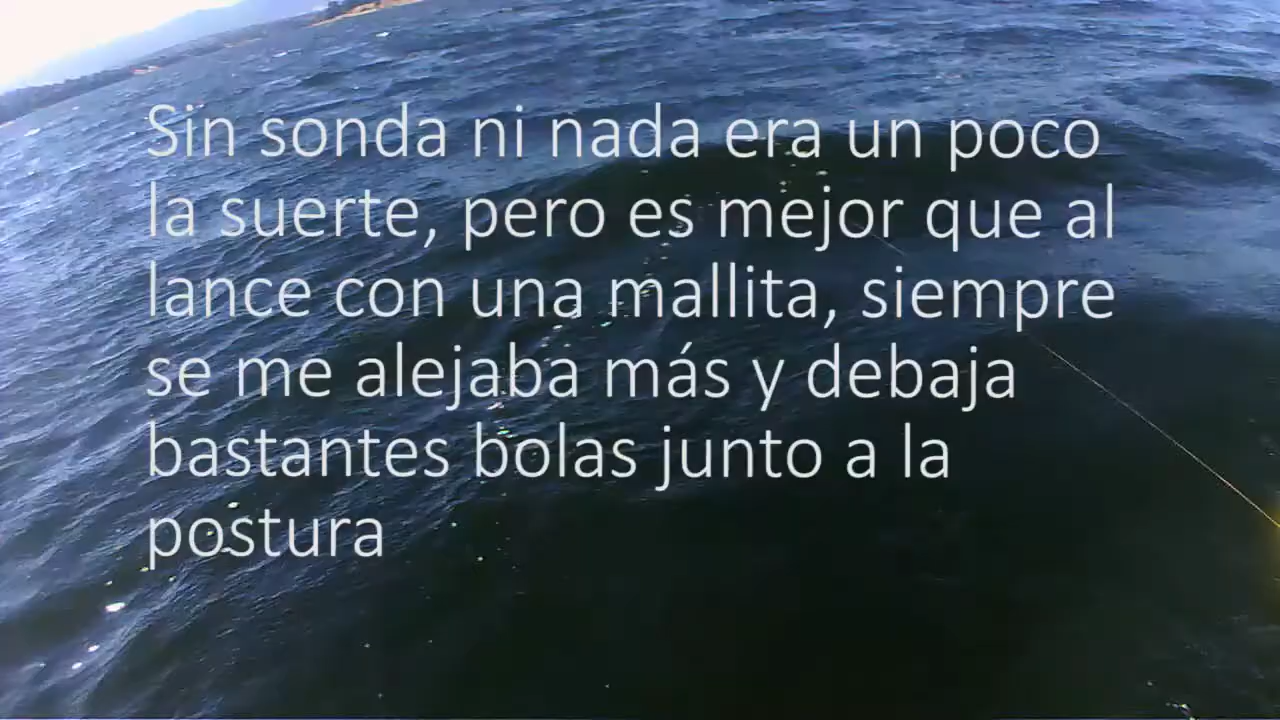 Sin sonda ni nada era un poco
la suerte, pero es mejor que al
lance con una mallita, siempre
se me alejaba más y debaja
bastantes bolas junto a la
postura